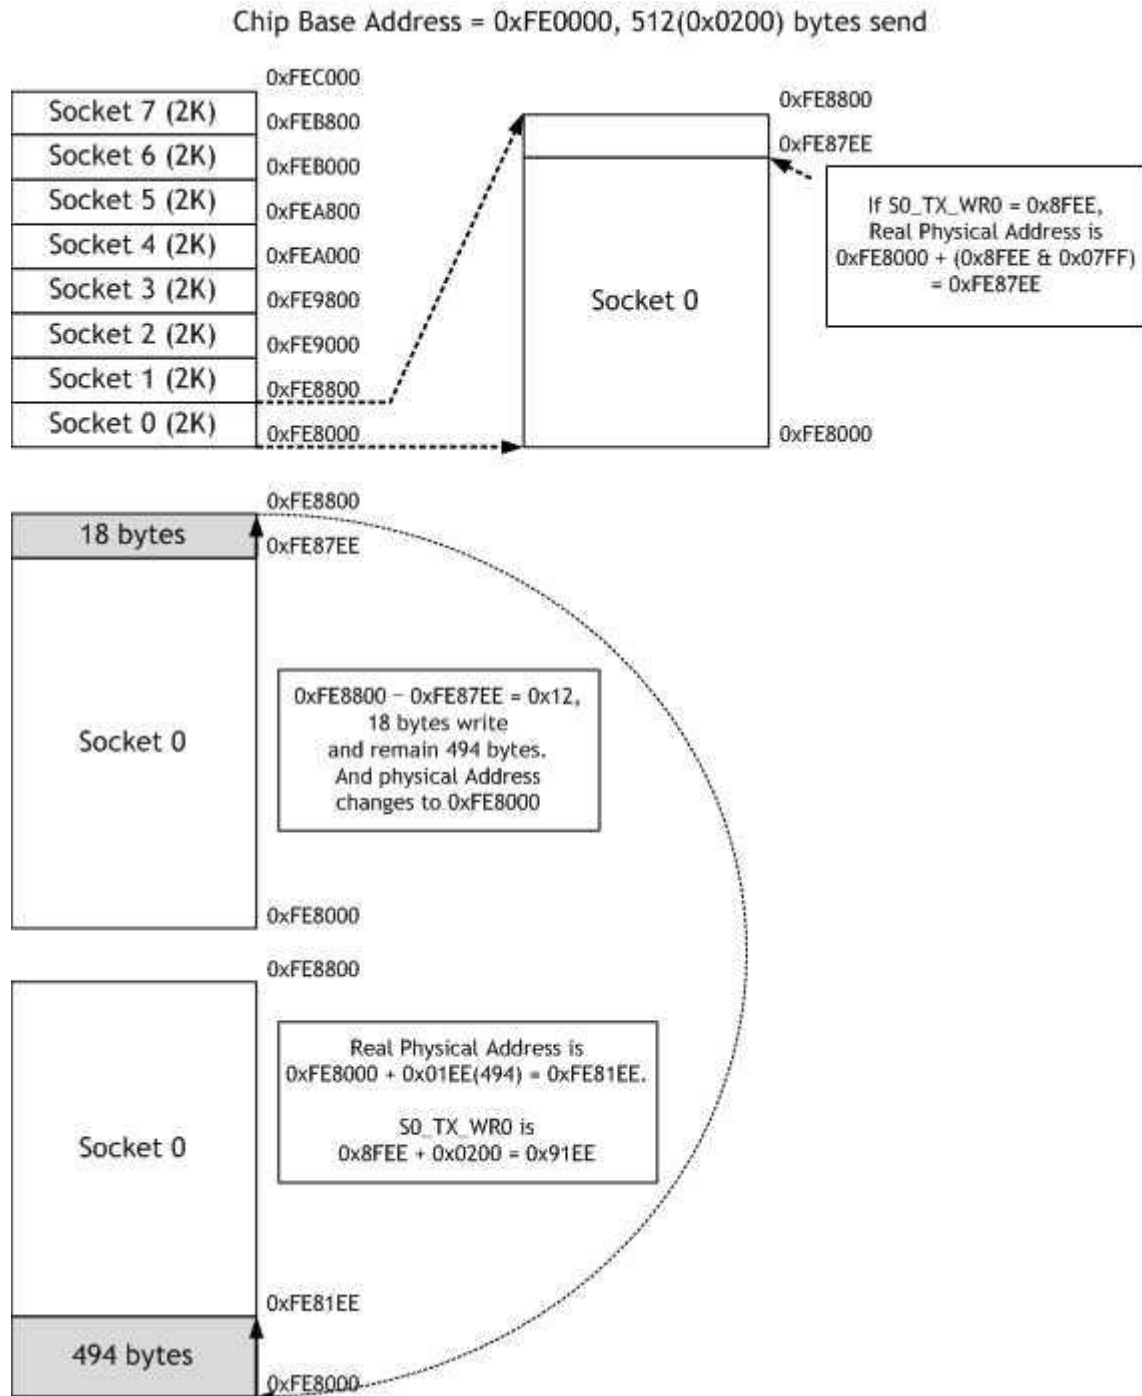 Chip Base Address = 0xFE0000, 512(0x0200) bytes send
0xFEC000
Socket 7 (2K)
0xFEB800
Socket 6 (2K)
0xFEB000
Socket 5 (2K)
0xFEA800
Socket 4 (2K)
0xFEA000
Socket 3 (2K)
0xFE9800
Socket 2 (2K)
0xFE9000
Socket 1 (2K)
0xFE8800
Socket 0 (2K)
0xFE8000
0xFE8800
0xFE87EE
Socket 0
0xFE8000
If S0_TX_WR0 = 0x8FEE,
Real Physical Address is
0xFE8000 + (0x8FEE & 0x07FF)
= 0xFE87EE
0xFE8800
18 bytes
0xFE87EE
Socket 0
0xFE8800 − 0xFE87EE = 0x12,
18 bytes write
and remain 494 bytes.
And physical Address
changes to 0xFE8000
0xFE8000
0xFE8800
Socket 0
Real Physical Address is
0xFE8000 + 0x01EE(494) = 0xFE81EE.
S0_TX_WR0 is
0x8FEE + 0x0200 = 0x91EE
0xFE81EE
494 bytes
0xFE8000